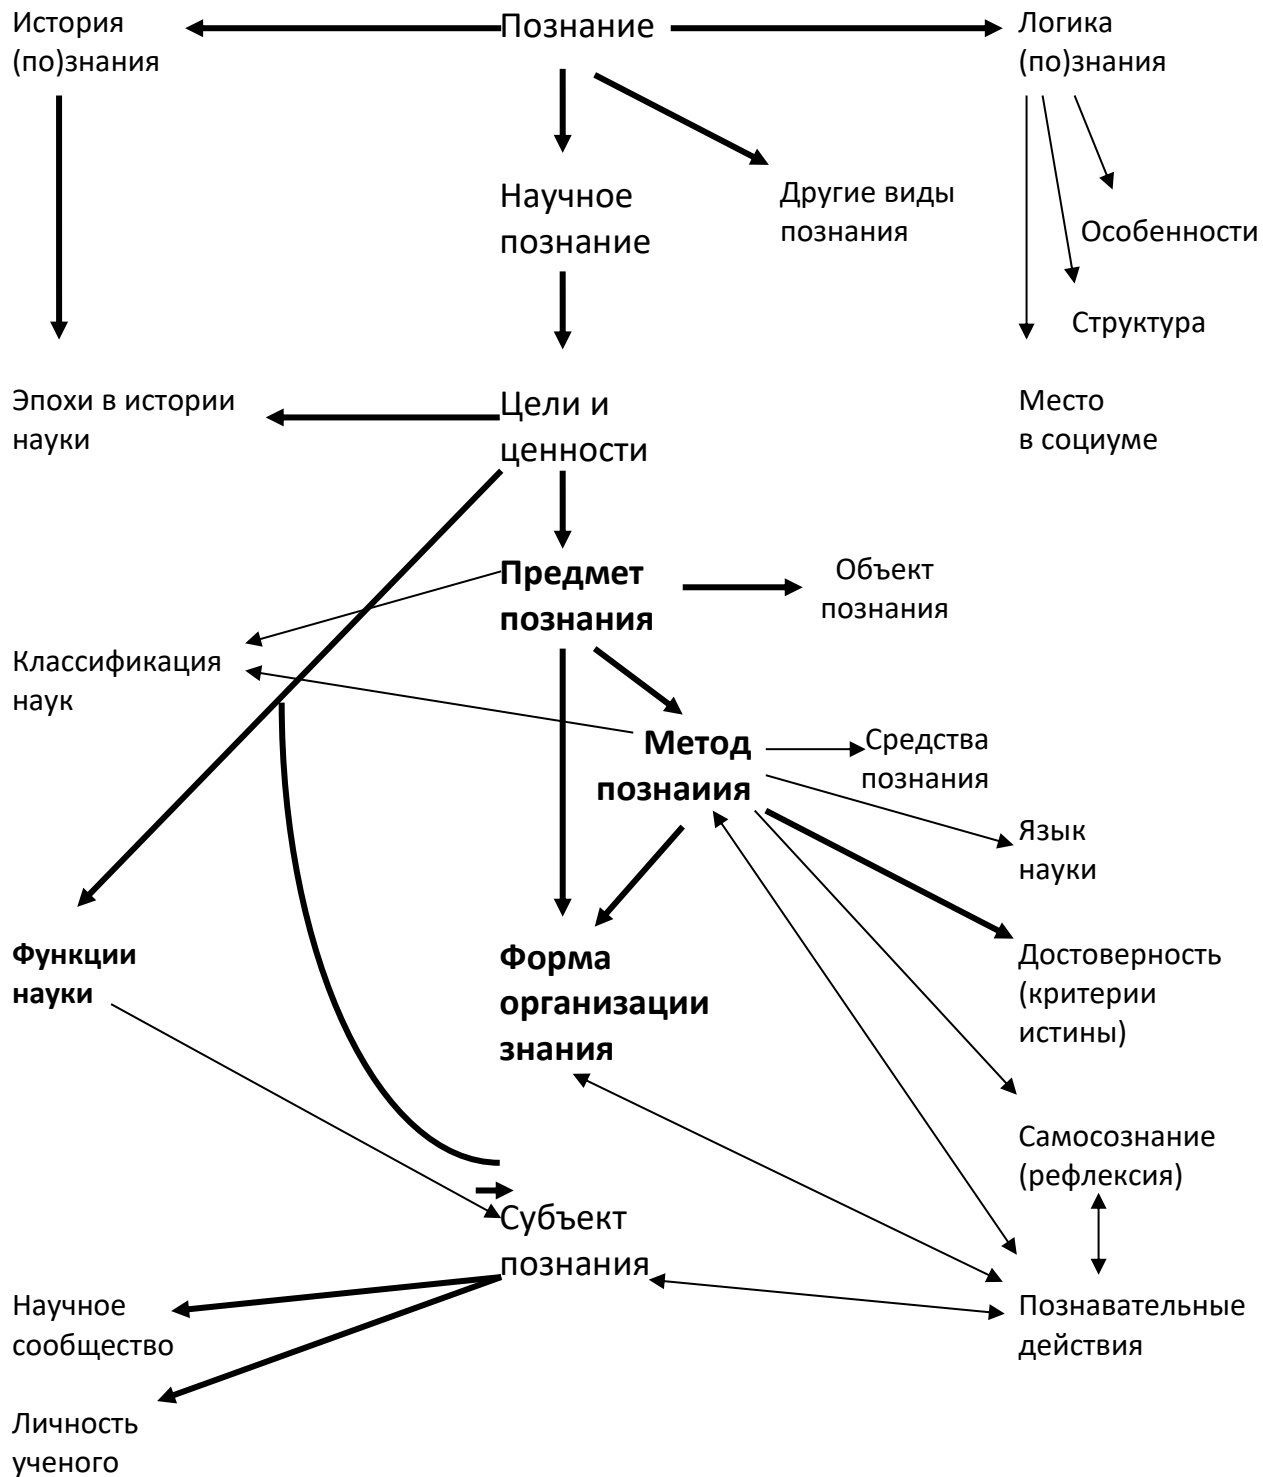 История
(по)знания
Познание
Логика
(по)знания
Научное
познание
Другие виды
познания
Особенности
Структура
Эпохи в истории
науки
Цели и
ценности
Место
в социуме
Предмет
познания
Объект
познания
Классификация
наук
Метод
познаиия
Средства
познания
Язык
науки
Функции
науки
Форма
организации
знания
Достоверность
(критерии
истины)
Самосознание
(рефлексия)
Субъект
познания
Научное
сообщество
Познавательные
действия
Личность
ученого